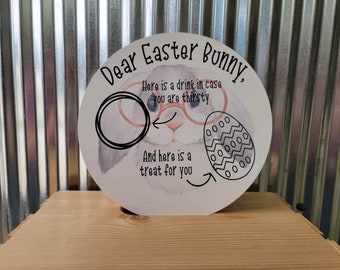 Dear Easter Bunny,
Here is a drink in case
you are thirsty
And here is a
treat for you